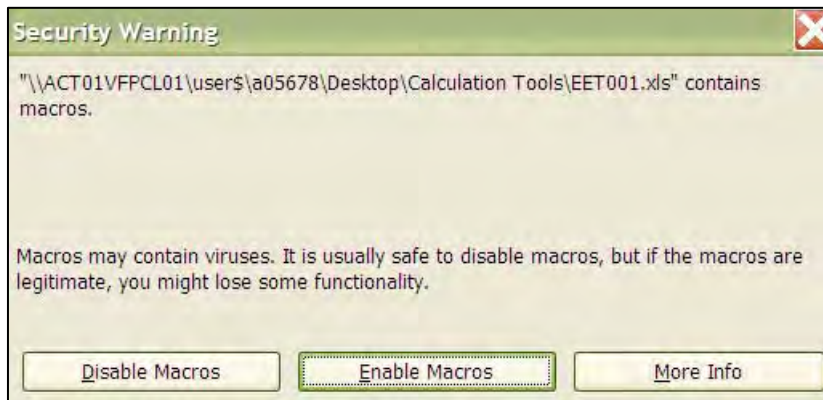 Security Warning
"\\ACT01VFPCL01\user$\a05678\Desktop\Calculation Tools\EET001.xls" contains
macros.
Macros may contain viruses. It is usually safe to disable macros, but if the macros are
legitimate, you might lose some functionality.
Disable Macros
Enable Macros
More Info